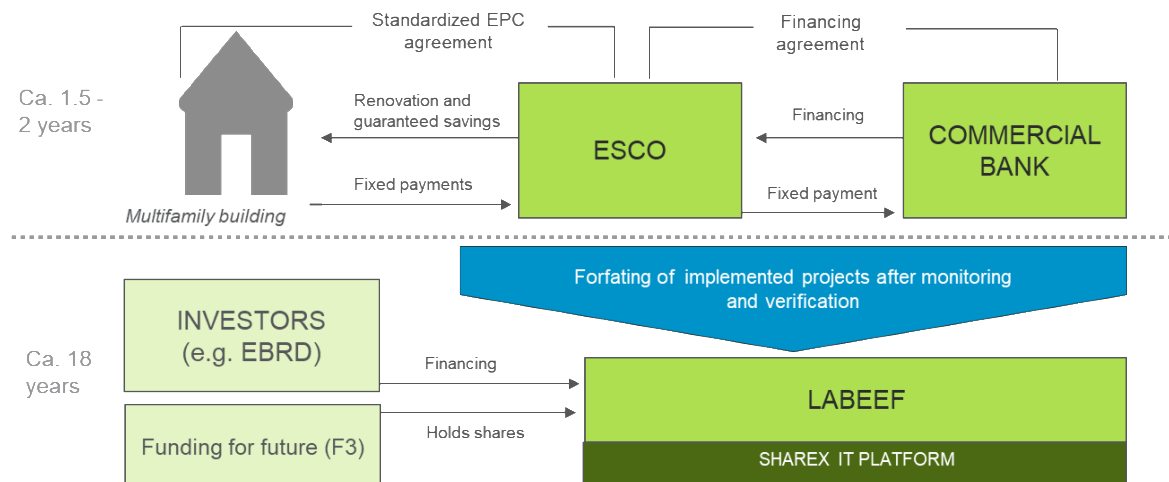 Standardized EPC
agreement
Financing
agreement
Ca. 1.5 -
2 years
Renovation and
guaranteed savings
Fixed payments
Multifamily building
ESCO
Financing
Fixed payment
COMMERCIAL
BANK
Forfating of implemented projects after monitoring
and verification
Ca. 18
years
INVESTORS
(e.g. EBRD)
Funding for future (F3)
Financing
Holds shares
LABEEF
SHAREX IT PLATFORM